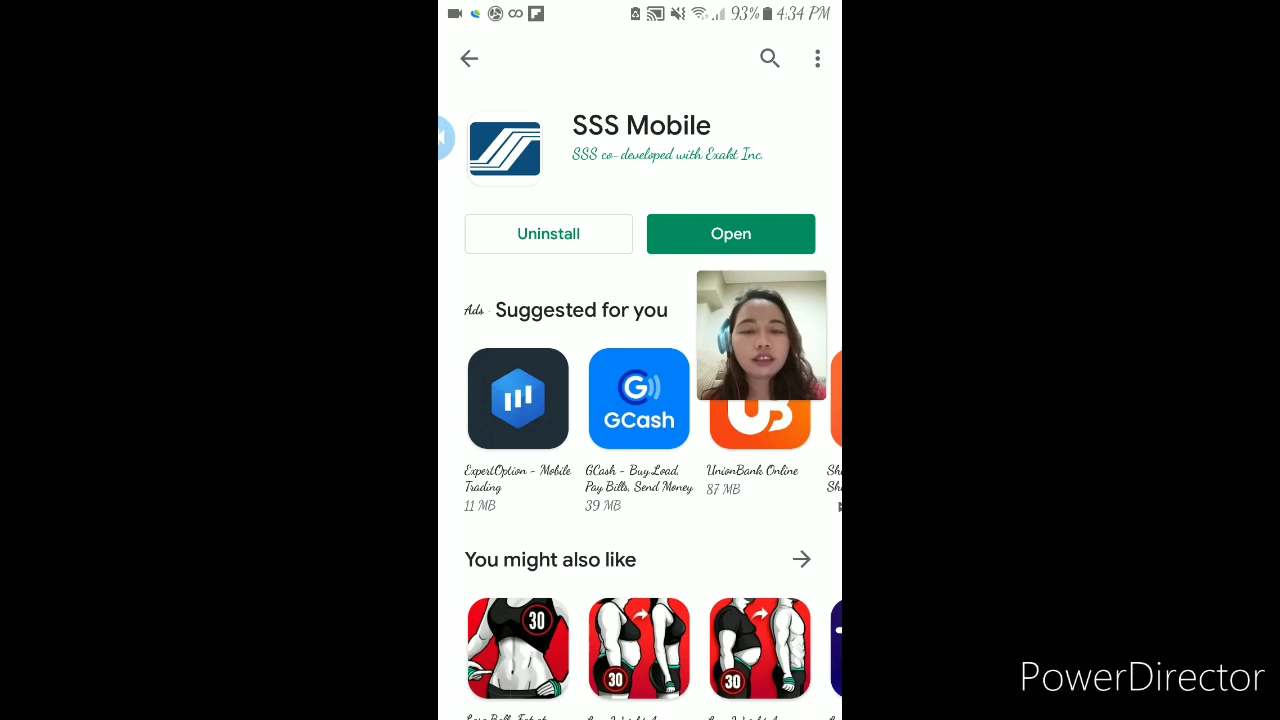 93% 4:34 PM
SSS Mobile
SSS co-developed with Exakt Inc.
Uninstall
Open
Ads · Suggested for you
G
GCash
ExpertOption - Mobile
Trading
11 MB
GCash - Buy Load,
Pay Bills, Send Money
39 MB
UnionBank Online
87 MB
You might also like
30
30
30
PowerDirector